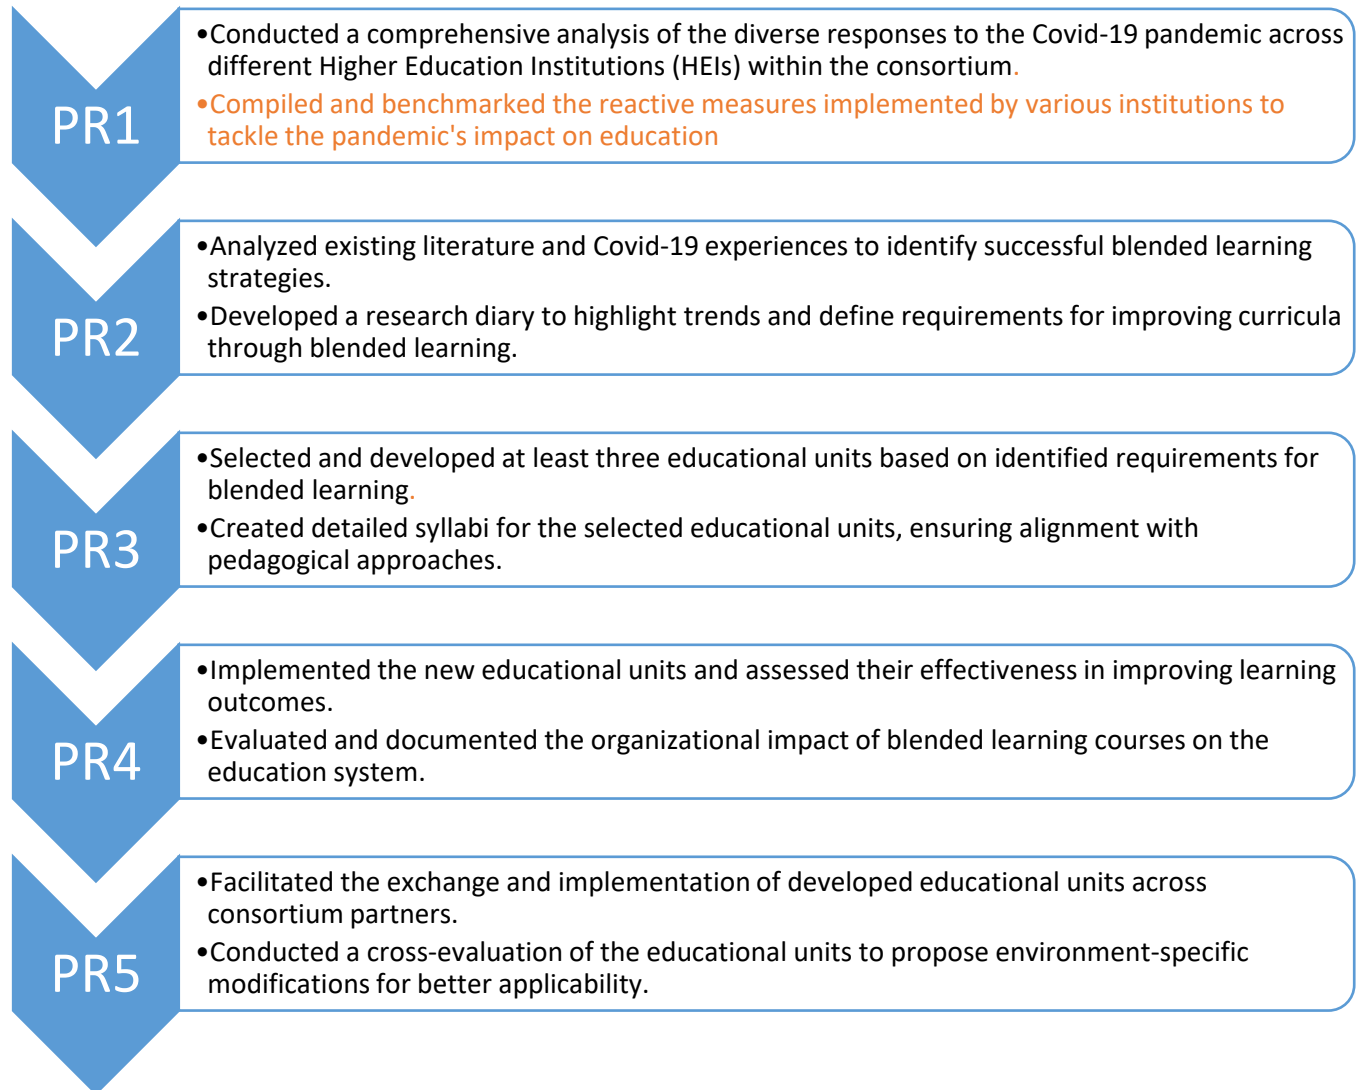 PR1
•Conducted a comprehensive analysis of the diverse responses to the Covid-19 pandemic across
different Higher Education Institutions (HEIs) within the consortium.
•Compiled and benchmarked the reactive measures implemented by various institutions to
tackle the pandemic's impact on education
PR2
•Analyzed existing literature and Covid-19 experiences to identify successful blended learning
strategies.
•Developed a research diary to highlight trends and define requirements for improving curricula
through blended learning.
PR3
•Selected and developed at least three educational units based on identified requirements for
blended learning.
•Created detailed syllabi for the selected educational units, ensuring alignment with
pedagogical approaches.
PR4
•Implemented the new educational units and assessed their effectiveness in improving learning
outcomes.
•Evaluated and documented the organizational impact of blended learning courses on the
education system.
PR5
•Facilitated the exchange and implementation of developed educational units across
consortium partners.
•Conducted a cross-evaluation of the educational units to propose environment-specific
modifications for better applicability.